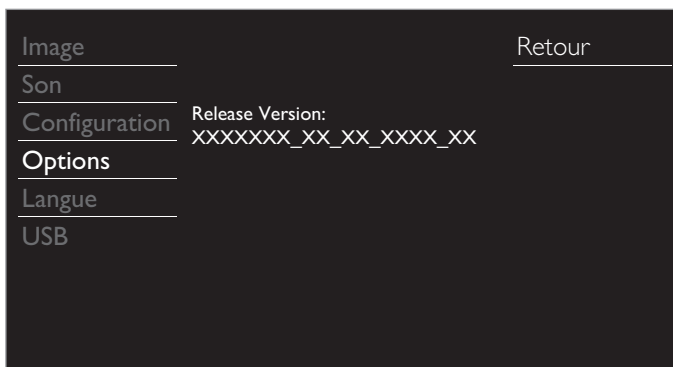 Image
Son
Configuration
Options
Langue
USB
Release Version:
XXXXXXX_XX_XX_XXXX_XX
Retour